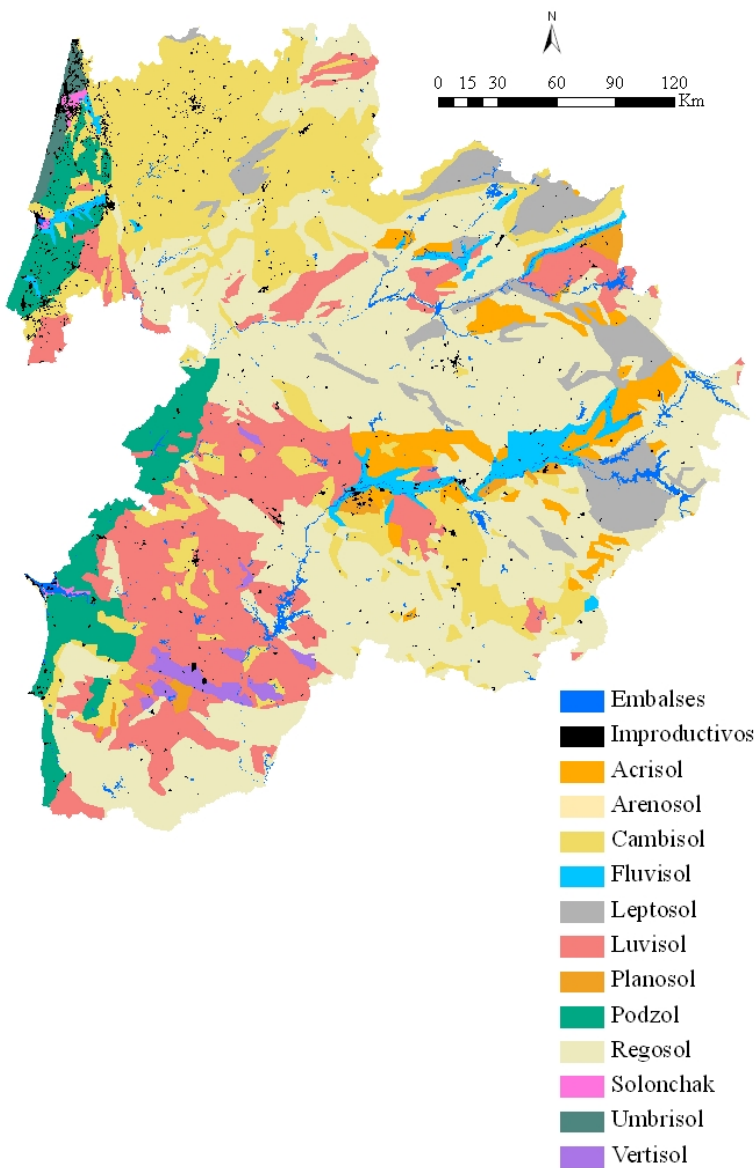 N
0 15 30 60 90 120
Km
Embalses
Improductivos
Acrisol
Arenosol
Cambisol
Fluvisol
Leptosol
Luvisol
Planosol
Podzol
Regosol
Solonchak
Umbrisol
Vertisol